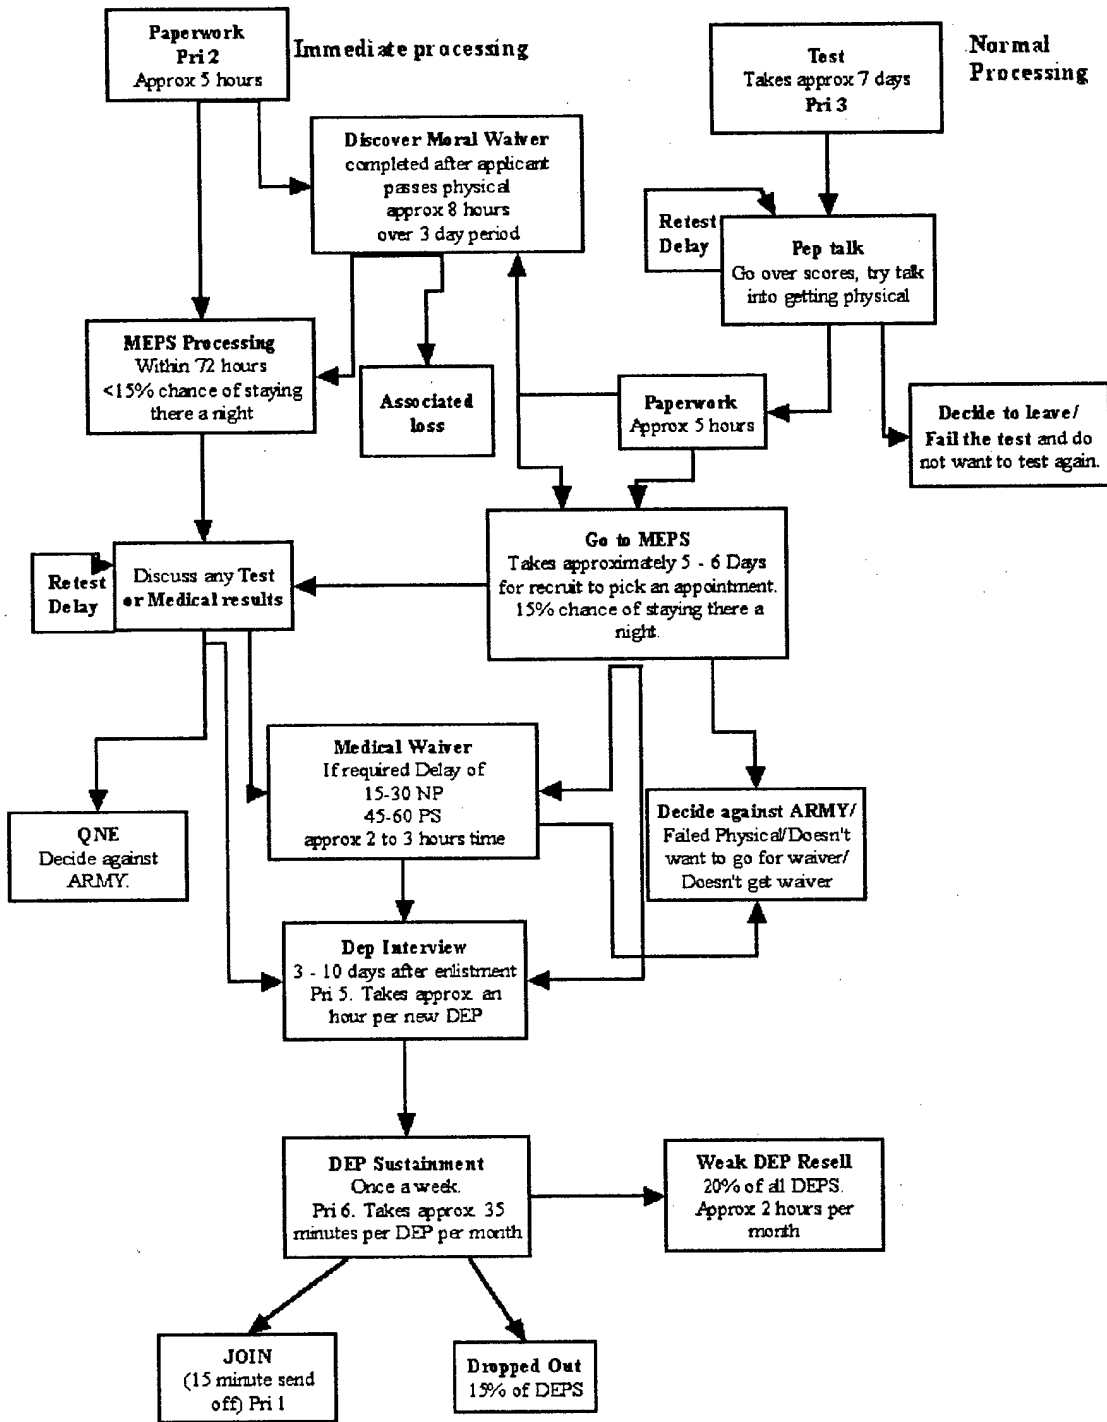 Paperwork
Pri 2
Approx 5 hours
Immediate processing
Test
Takes approx 7 days
Pri 3
Normal
Processing
Discover Moral Waiver
completed after applicant
passes physical
approx 8 hours
over 3 day period
Retest
Delay
Pep talk
Go over scores, try talk
into getting physical
MEPS Processing
Within 72 hours
<15% chance of staying
there a night
Associated
loss
Paperwork
Approx 5 hours
Decide to leave/
Fail the test and do
not want to test again.
Go to MEPS
Takes approximately 5 - 6 Days
for recruit to pick an appointment.
15% chance of staying there a
night.
Retest
Delay
Discuss any Test
or Medical results
Medical Waiver
If required Delay of
15-30 NP
45-60 PS
approx 2 to 3 hours time
Decide against ARMY/
Failed Physical/Doesn't
want to go for waiver/
Doesn't get waiver
QNE
Decide against
ARMY.
Dep Interview
3 - 10 days after enlistment
Pri 5. Takes approx. an
hour per new DEP
DEP Sustainment
Once a week.
Pri 6. Takes approx. 35
minutes per DEP per month
Weak DEP Resell
20% of all DEPS.
Approx 2 hours per
month
JOIN
(15 minute send
off) Pri 1
Dropped Out
15% of DEPS